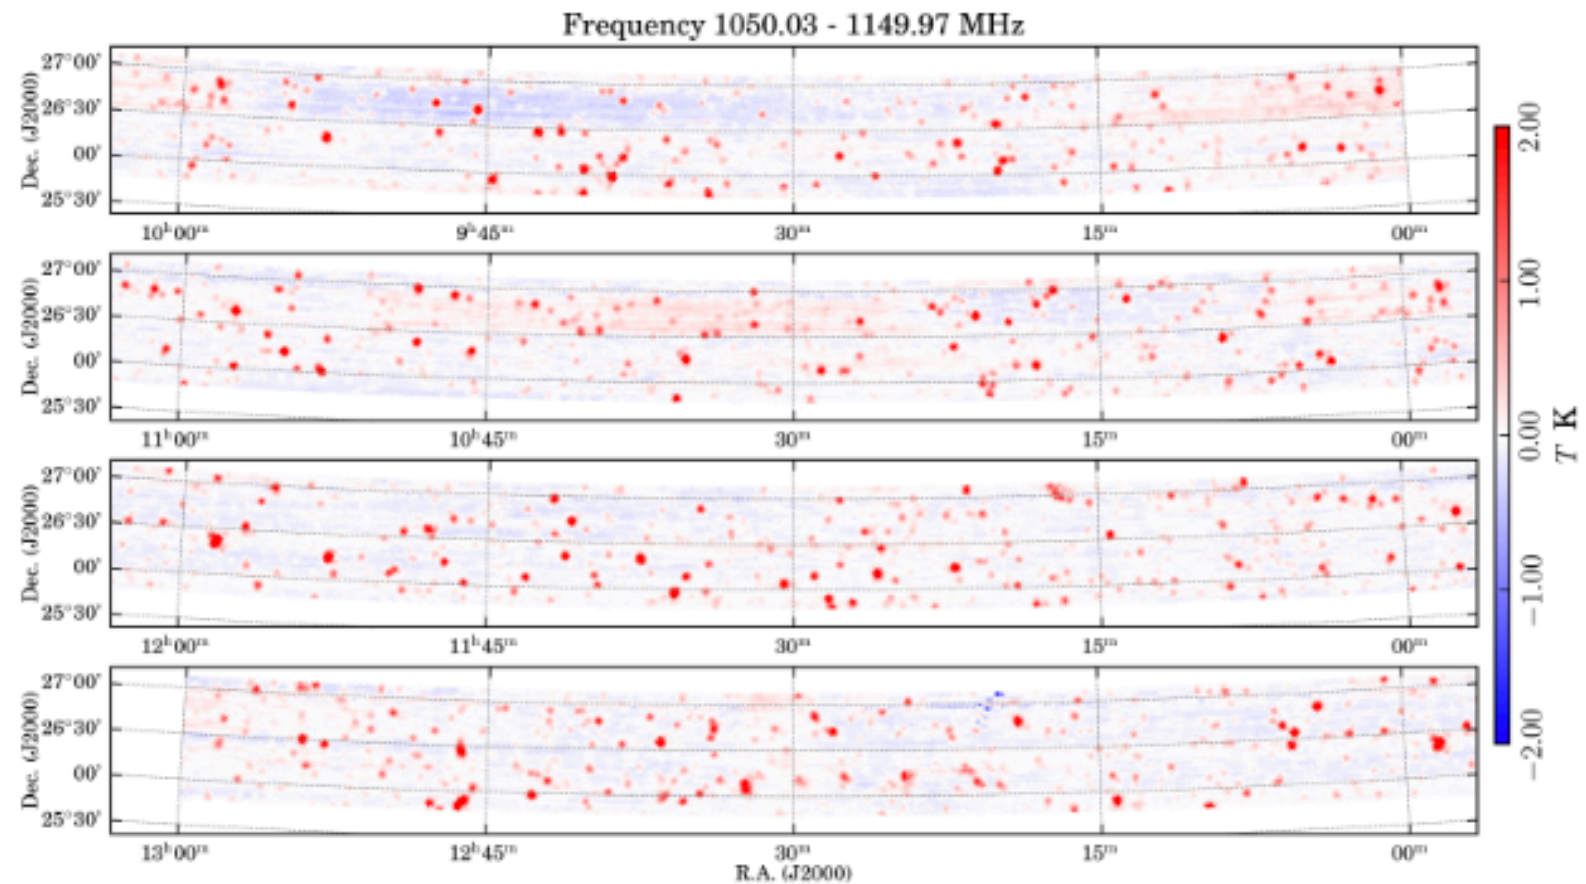 Frequency 1050.03 - 1149.97 MHz
Dec. (J2000)
27°00'
26°30'
00'
25°30'
10ʰ00ᵐ 9ʰ45ᵐ 30ᵐ 15ᵐ 00ᵐ
Dec. (J2000)
27°00'
26°30'
00'
25°30'
11ʰ00ᵐ 10ʰ45ᵐ 30ᵐ 15ᵐ 00ᵐ
Dec. (J2000)
27°00'
26°30'
00'
25°30'
12ʰ00ᵐ 11ʰ45ᵐ 30ᵐ 15ᵐ 00ᵐ
Dec. (J2000)
27°00'
26°30'
00'
25°30'
13ʰ00ᵐ 12ʰ45ᵐ 30ᵐ 15ᵐ 00ᵐ
R.A. (J2000)
2.00
1.00
0.00
−1.00
−2.00
T K